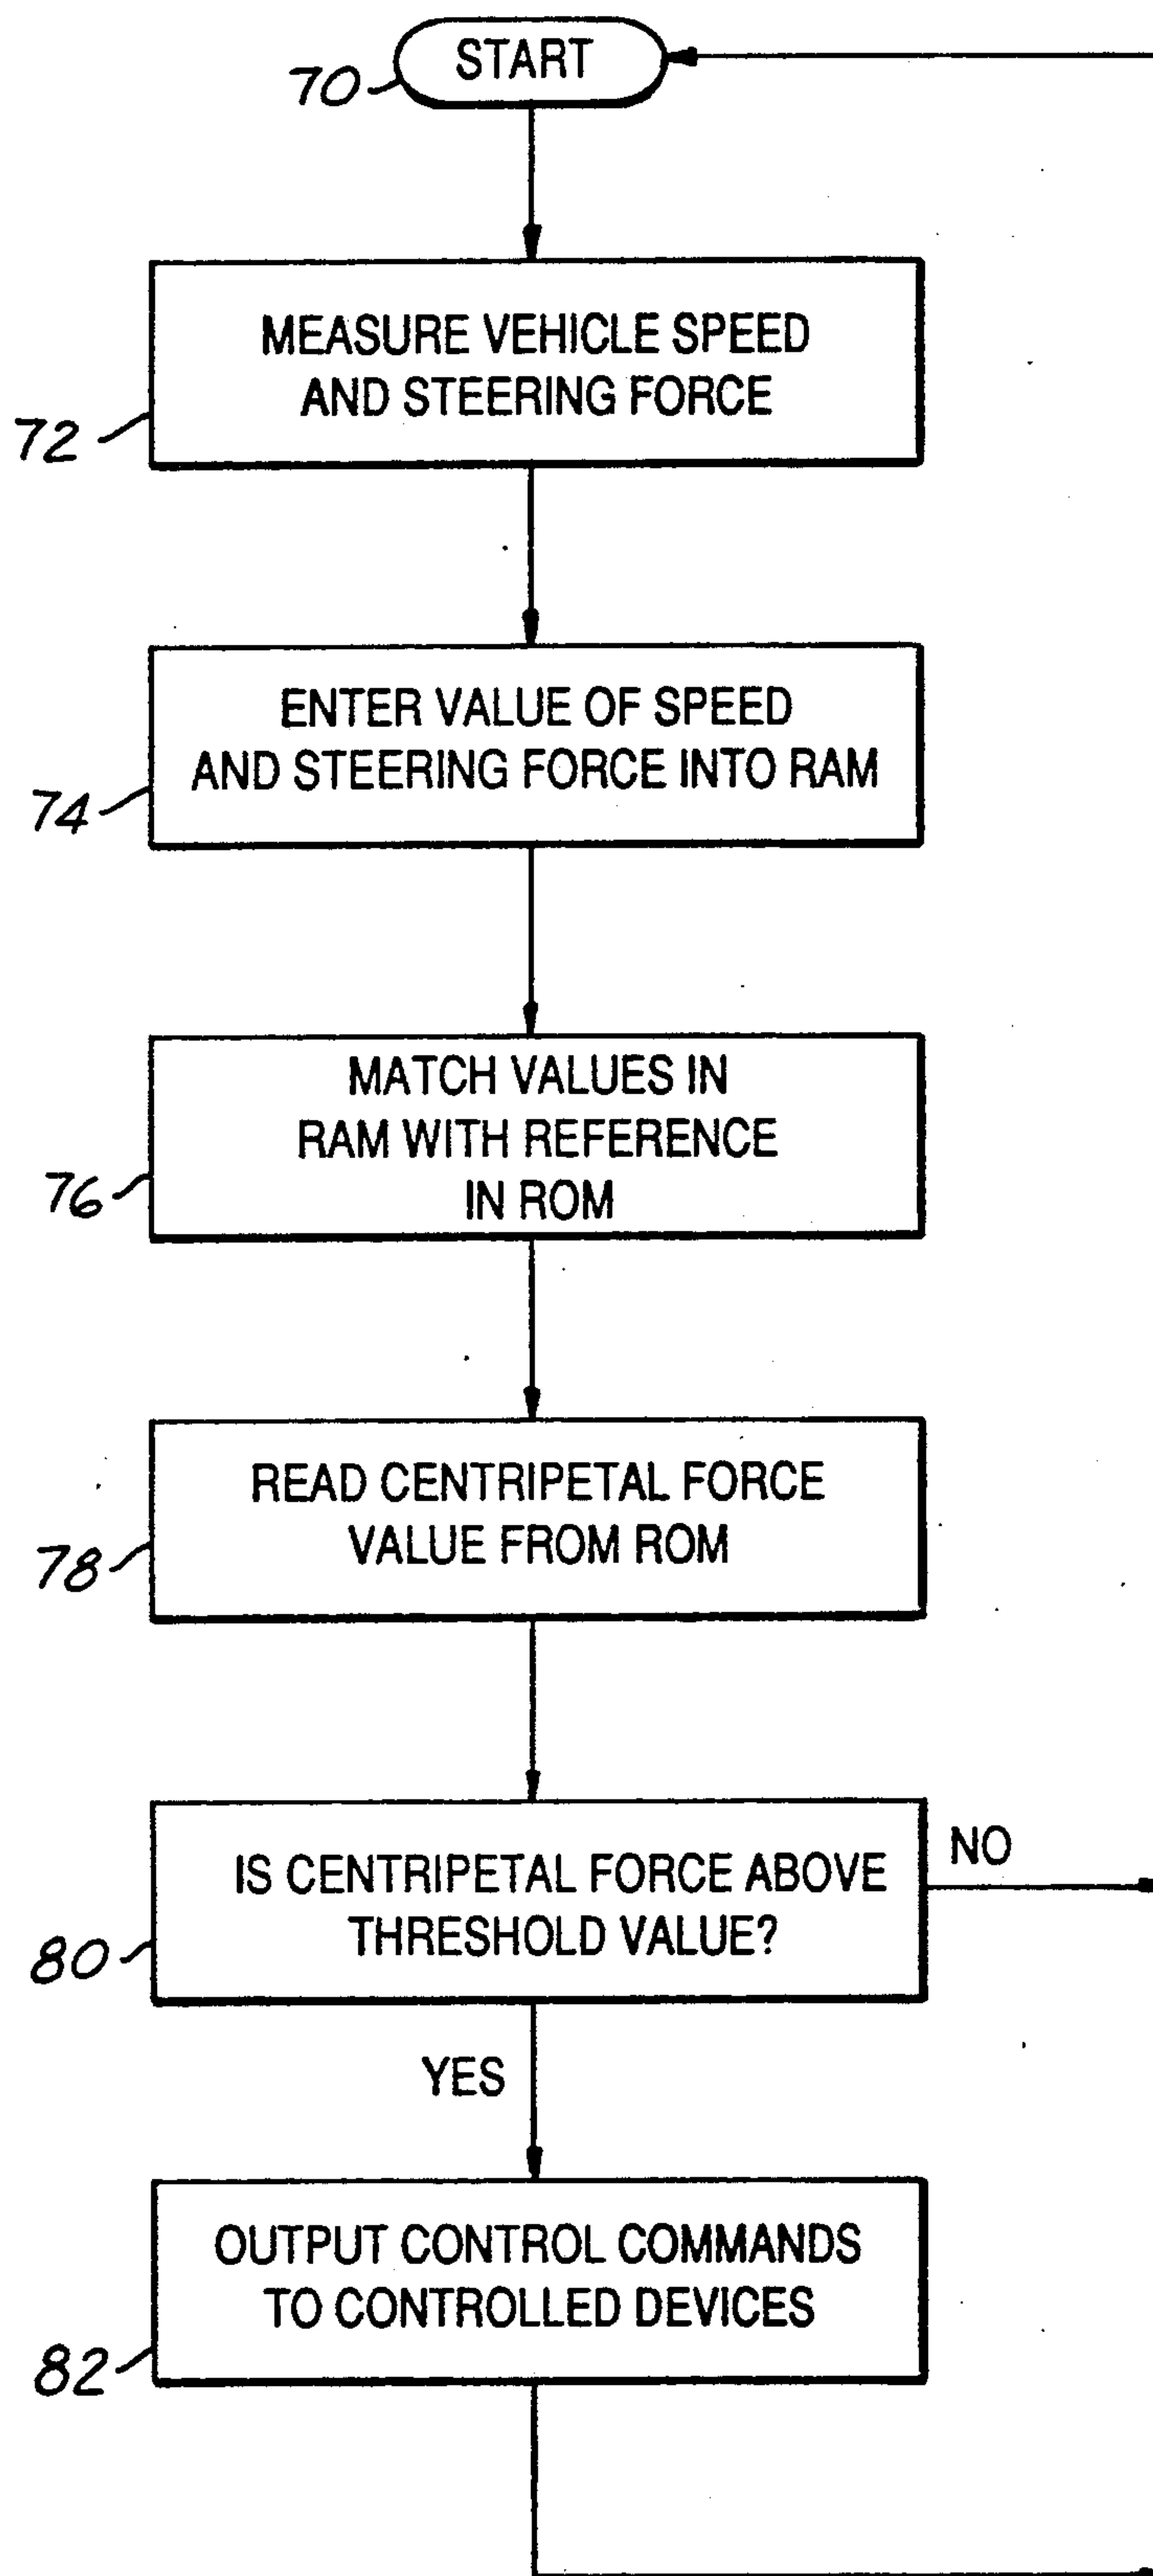 START
70
MEASURE VEHICLE SPEED
AND STEERING FORCE
72
ENTER VALUE OF SPEED
AND STEERING FORCE INTO RAM
74
MATCH VALUES IN
RAM WITH REFERENCE
IN ROM
76
READ CENTRIPETAL FORCE
VALUE FROM ROM
78
IS CENTRIPETAL FORCE ABOVE
THRESHOLD VALUE?
NO
80
YES
OUTPUT CONTROL COMMANDS
TO CONTROLLED DEVICES
82